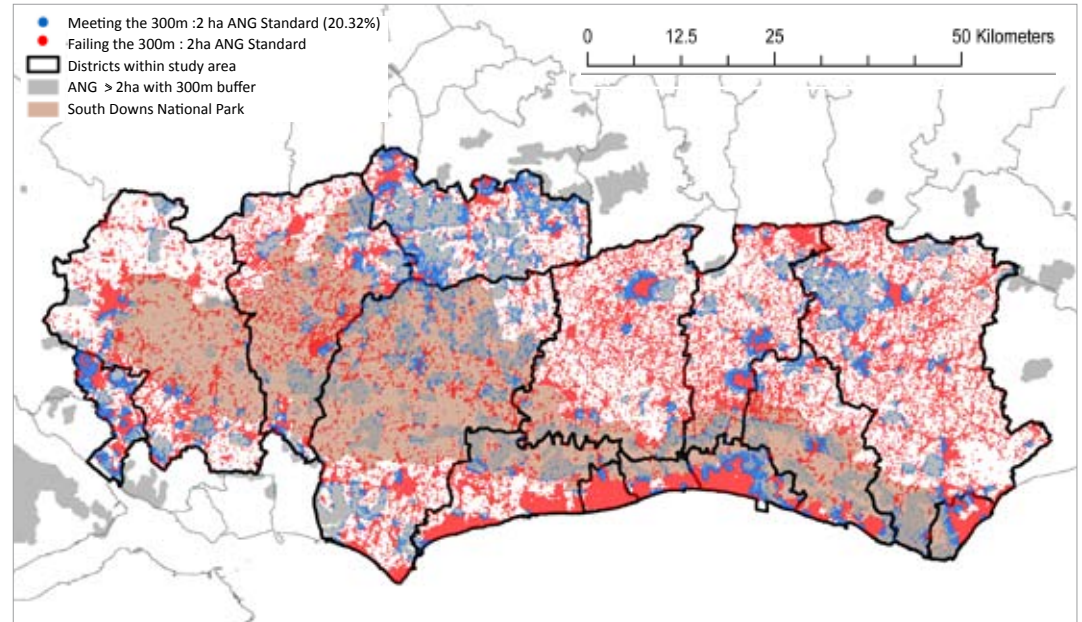 Meeting the 300m :2 ha ANG Standard (20.32%)
Failing the 300m : 2ha ANG Standard
Districts within study area
ANG > 2ha with 300m buffer
South Downs National Park
0 12.5 25 50 Kilometers